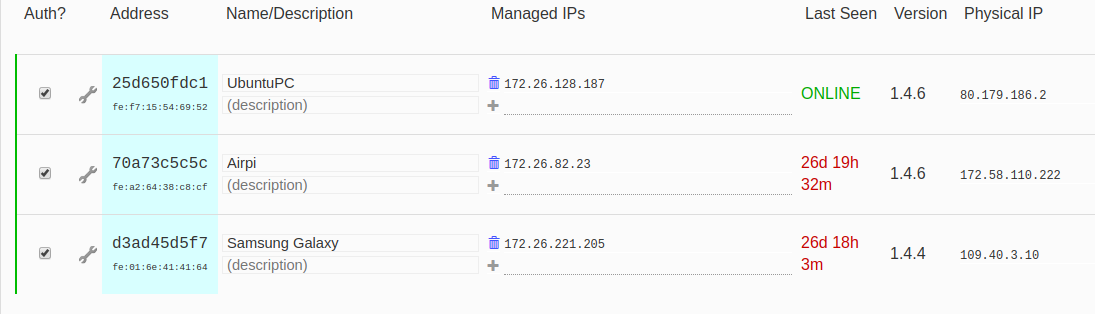 Auth? Address Name/Description Managed IPs Last Seen Version Physical IP
25d650fdc1 UbuntuPC 172.26.128.187 ONLINE 1.4.6 80.179.186.2
fe:f7:15:54:69:52 (description)
70a73c5c5c Airpi 172.26.82.23 26d 19h 1.4.6 172.58.110.222
fe:a2:64:38:c8:cf (description) 32m
d3ad45d5f7 Samsung Galaxy 172.26.221.205 26d 18h 1.4.4 109.40.3.10
fe:01:6e:41:41:64 (description) 3m